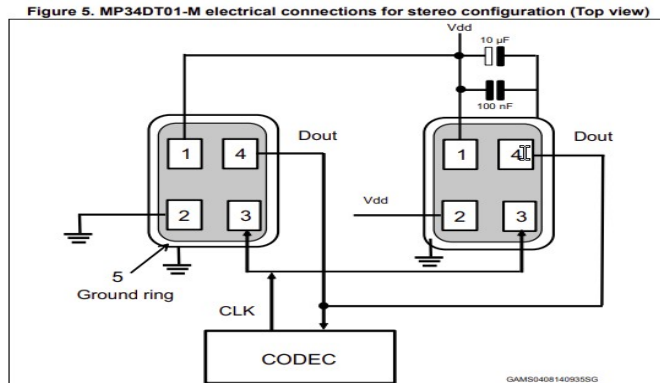 Figure 5. MP34DT01-M electrical connections for stereo configuration (Top view)
Vdd
10 µF
100 nF
Dout
Dout
1
4
1
4
Vdd
2
3
2
3
5
Ground ring
CLK
CODEC
GAMS0408140935SG